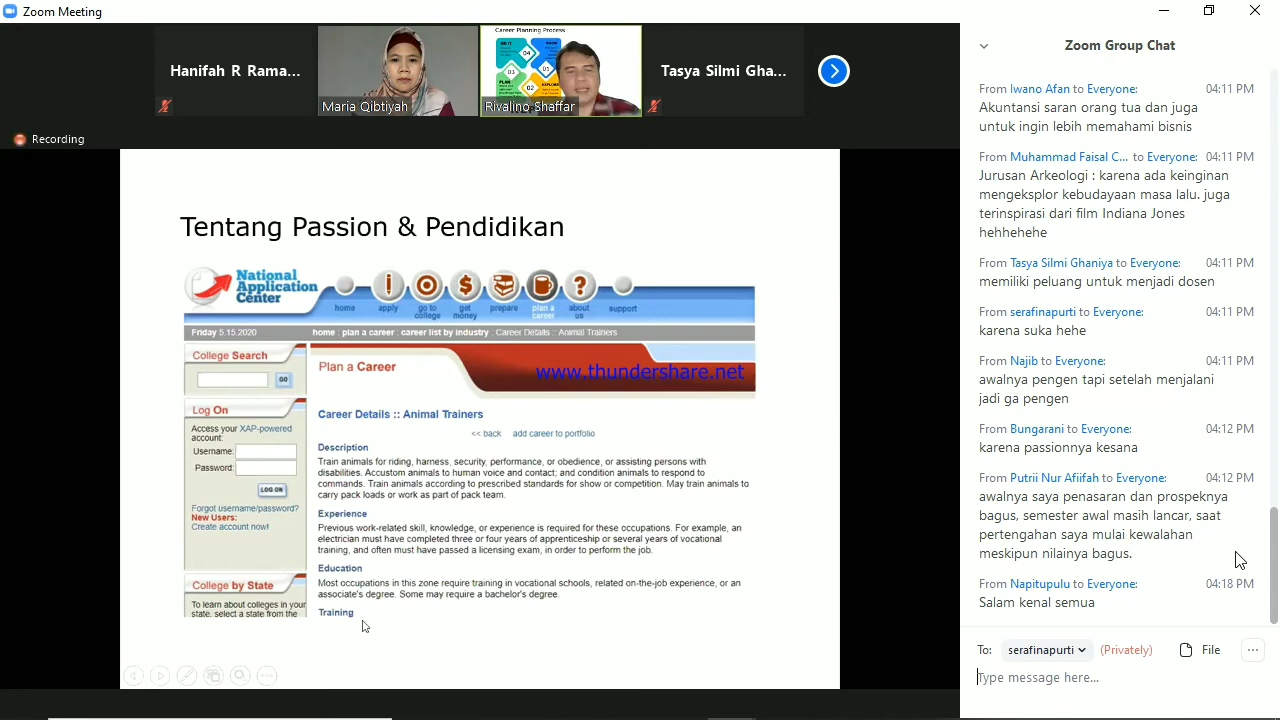 Zoom Meeting
Hanifah R Rama...
Maria Qibtiyah
Career Planning Process
04
03
01
02
Rivalino Shaffar
Tasya Silmi Gha...
Recording
Tentang Passion & Pendidikan
National
Application
Center
home
apply
go to
college
get
money
prepare
plan a
career
about
us
support
Friday 5.15.2020
home : plan a career : career list by industry : Career Details :: Animal Trainers
College Search
GO
Log On
Access your XAP-powered
account:
Username:
Password:
LOG ON
Forgot username/password?
New Users:
Create account now!
College by State
To learn about colleges in your
state, select a state from the
Plan a Career
www.thundershare.net
Career Details :: Animal Trainers
<< back
add career to portfolio
Description
Train animals for riding, harness, security, performance, or obedience, or assisting persons with
disabilities. Accustom animals to human voice and contact; and condition animals to respond to
commands. Train animals according to prescribed standards for show or competition. May train animals to
carry pack loads or work as part of pack team.
Experience
Previous work-related skill, knowledge, or experience is required for these occupations. For example, an
electrician must have completed three or four years of apprenticeship or several years of vocational
training, and often must have passed a licensing exam, in order to perform the job.
Education
Most occupations in this zone require training in vocational schools, related on-the-job experience, or an
associate's degree. Some may require a bachelor's degree.
Training
Zoom Group Chat
From Iwano Afan to Everyone: 04:11 PM
Akuntansi saran orang tua dan juga
untuk ingin lebih memahami bisnis
From Muhammad Faisal C... to Everyone: 04:11 PM
Jurusan Arkeologi : karena ada keinginan
mengeksplor kebudayaan masa lalu. juga
terinspirasi dari film Indiana Jones
hehhehehe
From Tasya Silmi Ghaniya to Everyone: 04:11 PM
memiliki peluang untuk menjadi dosen
From serafinapurti to Everyone: 04:11 PM
karena suka hehe
From Najib to Everyone: 04:11 PM
awalnya pengen tapi setelah menjalani
jadi ga pengen
From Bungarani to Everyone: 04:12 PM
karena passionnya kesana
From Putrii Nur Afiifah to Everyone: 04:12 PM
awalnya saya penasaran dan prospeknya
bagus, semester awal masih lancar, saat
pertengahan saya mulai kewalahan
meskipun nilainya bagus.
From Napitupulu to Everyone: 04:18 PM
Salam kenal semua
To: serafinapurti (Privately) File
Type message here...